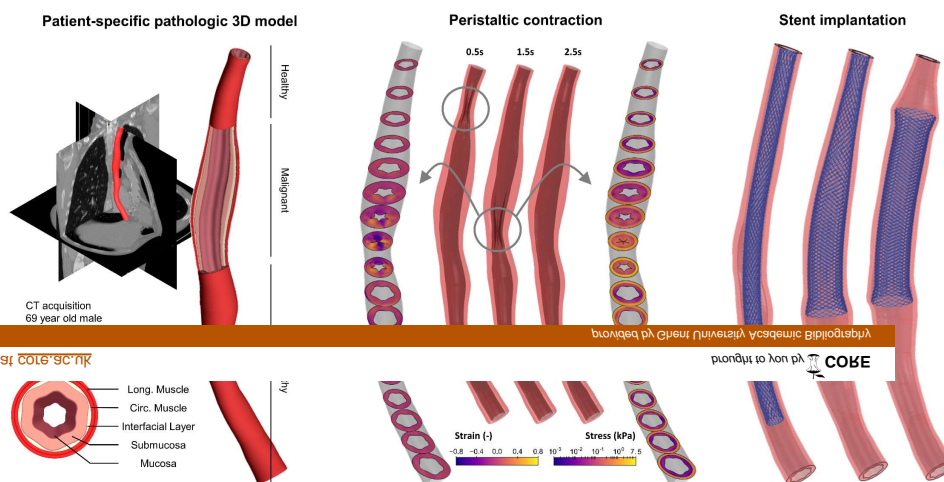 Patient-specific pathologic 3D model
Peristaltic contraction
Stent implantation
0.5s
1.5s
2.5s
Healthy
Malignant
CT acquisition
69 year old male
provided by Ghent University Academic Bibliography
at core.ac.uk
brought to you by CORE
hy
Long. Muscle
Circ. Muscle
Interfacial Layer
Submucosa
Mucosa
Strain (-)
-0.8 -0.4 0.0 0.4 0.8
Stress (kPa)
10⁻³ 10⁻² 10⁻¹ 10⁰ 7.5